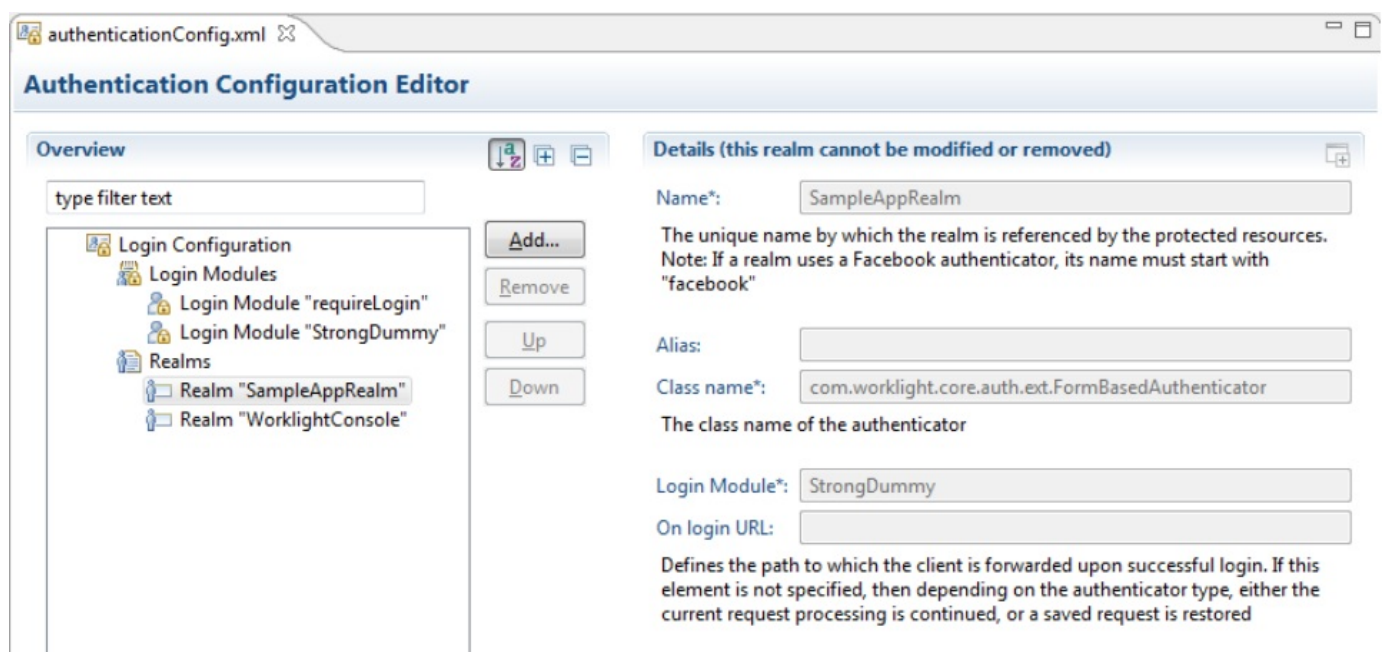 authenticationConfig.xml
Authentication Configuration Editor
Overview
type filter text
Login Configuration
Login Modules
Login Module "requireLogin"
Login Module "StrongDummy"
Realms
Realm "SampleAppRealm"
Realm "WorklightConsole"
Add...
Remove
Up
Down
Details (this realm cannot be modified or removed)
Name*: SampleAppRealm
The unique name by which the realm is referenced by the protected resources.
Note: If a realm uses a Facebook authenticator, its name must start with
"facebook"
Alias:
Class name*: com.worklight.core.auth.ext.FormBasedAuthenticator
The class name of the authenticator
Login Module*: StrongDummy
On login URL:
Defines the path to which the client is forwarded upon successful login. If this
element is not specified, then depending on the authenticator type, either the
current request processing is continued, or a saved request is restored